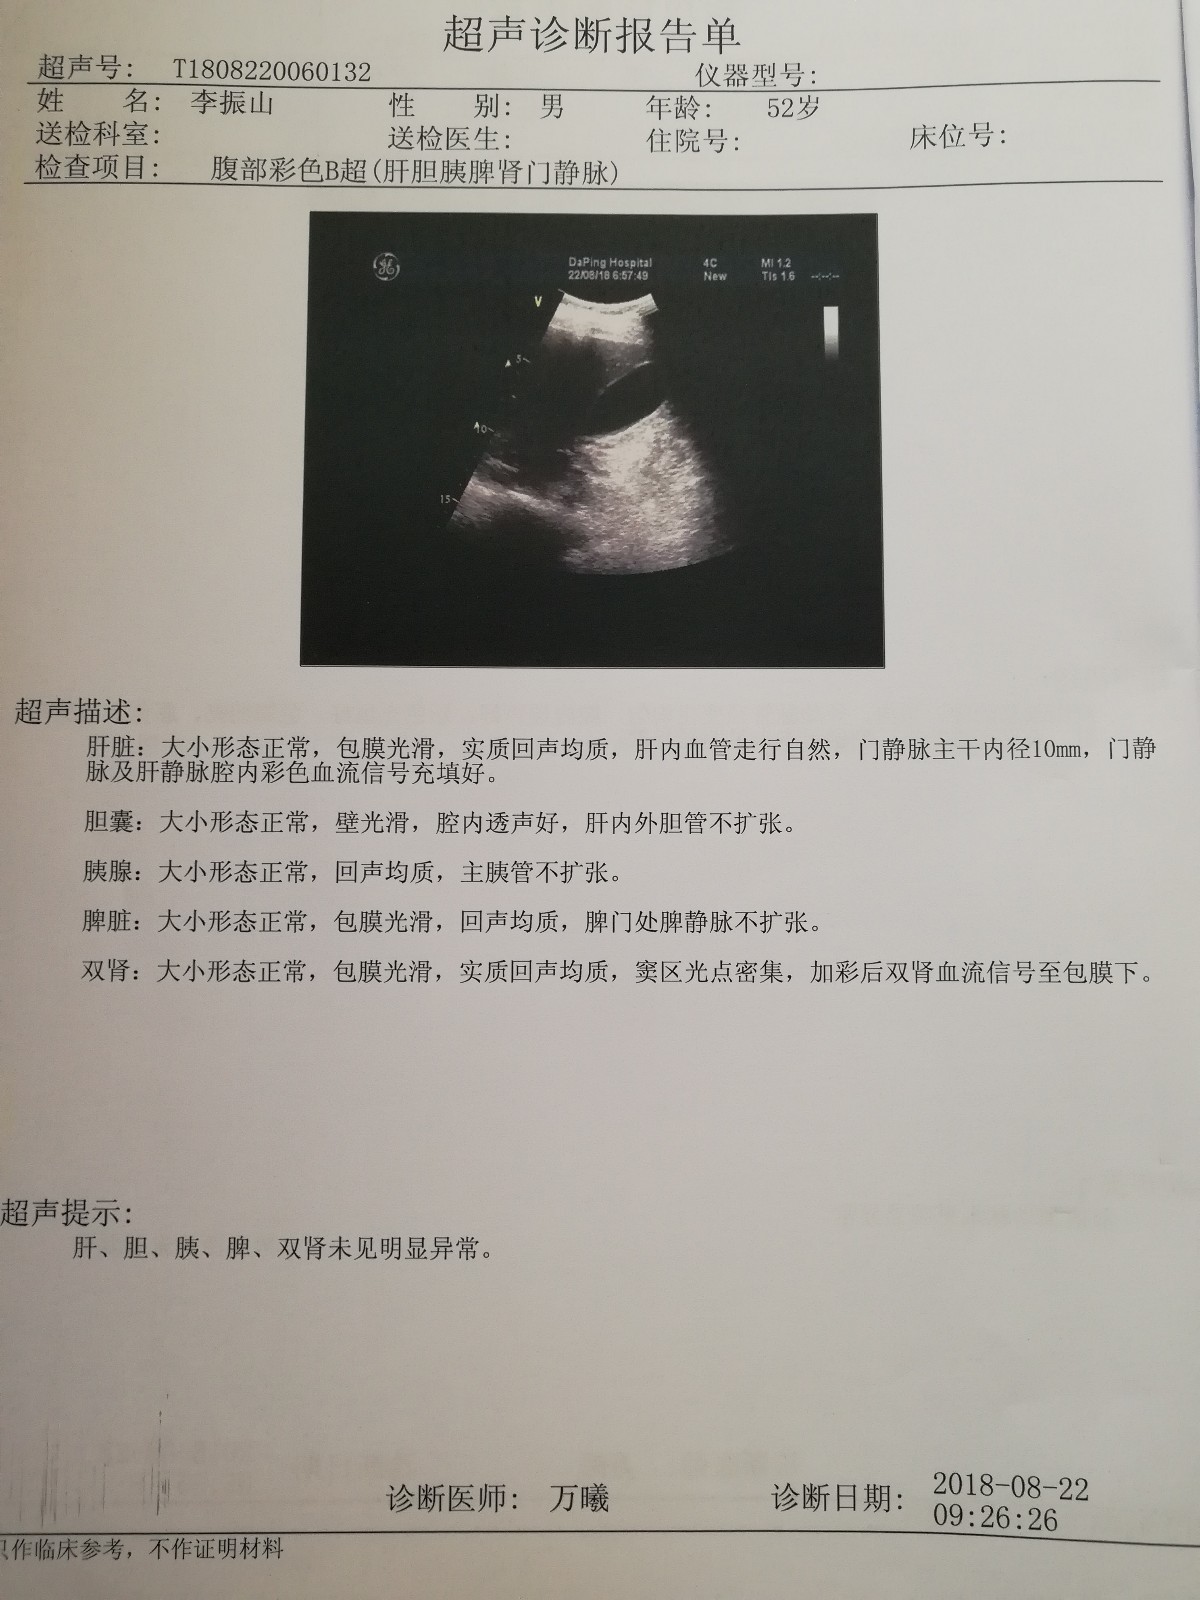 超声诊断报告单
超声号: T1808220060132 仪器型号:
姓 名: 李振山 性 别: 男 年龄: 52岁
送检科室: 送检医生: 住院号: 床位号:
检查项目: 腹部彩色B超(肝胆胰脾肾门静脉)
DaPing Hospital 4C MI 1.2
22/08/18 6:57:49 New TIs 1.6 --:--:--
V
5
10
15
超声描述:
肝脏: 大小形态正常, 包膜光滑, 实质回声均质, 肝内血管走行自然, 门静脉主干内径10mm, 门静
脉及肝静脉腔内彩色血流信号充填好。
胆囊: 大小形态正常, 壁光滑, 腔内透声好, 肝内外胆管不扩张。
胰腺: 大小形态正常, 回声均质, 主胰管不扩张。
脾脏: 大小形态正常, 包膜光滑, 回声均质, 脾门处脾静脉不扩张。
双肾: 大小形态正常, 包膜光滑, 实质回声均质, 窦区光点密集, 加彩后双肾血流信号至包膜下。
超声提示:
肝、胆、胰、脾、双肾未见明显异常。
诊断医师: 万曦 诊断日期: 2018-08-22
09:26:26
只作临床参考, 不作证明材料